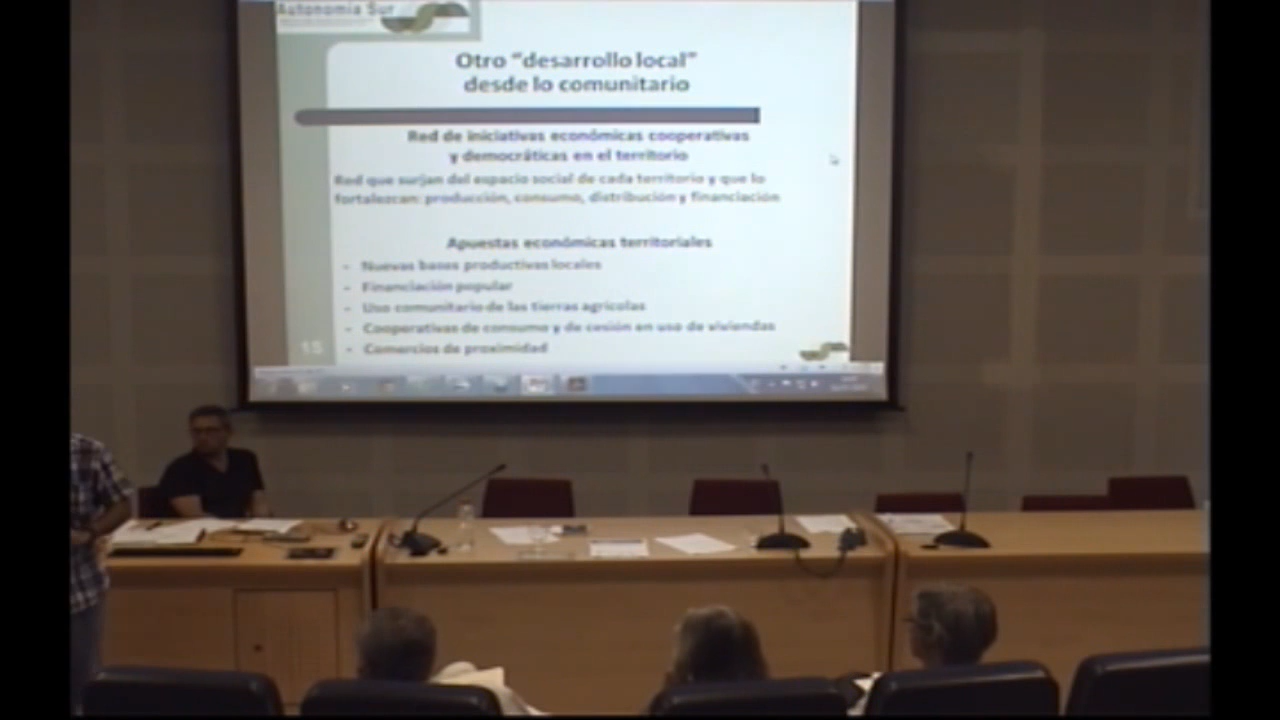 Autonomía Sur
Otro “desarrollo local”
desde lo comunitario
Red de iniciativas económicas cooperativas
y democráticas en el territorio
Red que surjan del espacio social de cada territorio y que lo
fortalezcan: producción, consumo, distribución y financiación
Apuestas económicas territoriales
- Nuevas bases productivas locales
- Financiación popular
- Uso comunitario de las tierras agrícolas
- Cooperativas de consumo y de cesión en uso de viviendas
- Comercios de proximidad
15